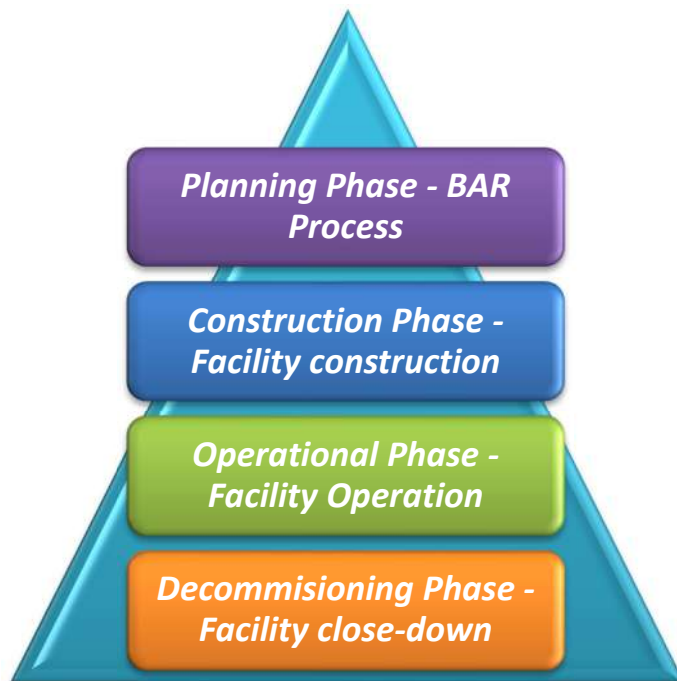 Planning Phase - BAR
Process
Construction Phase -
Facility construction
Operational Phase -
Facility Operation
Decommisioning Phase -
Facility close-down